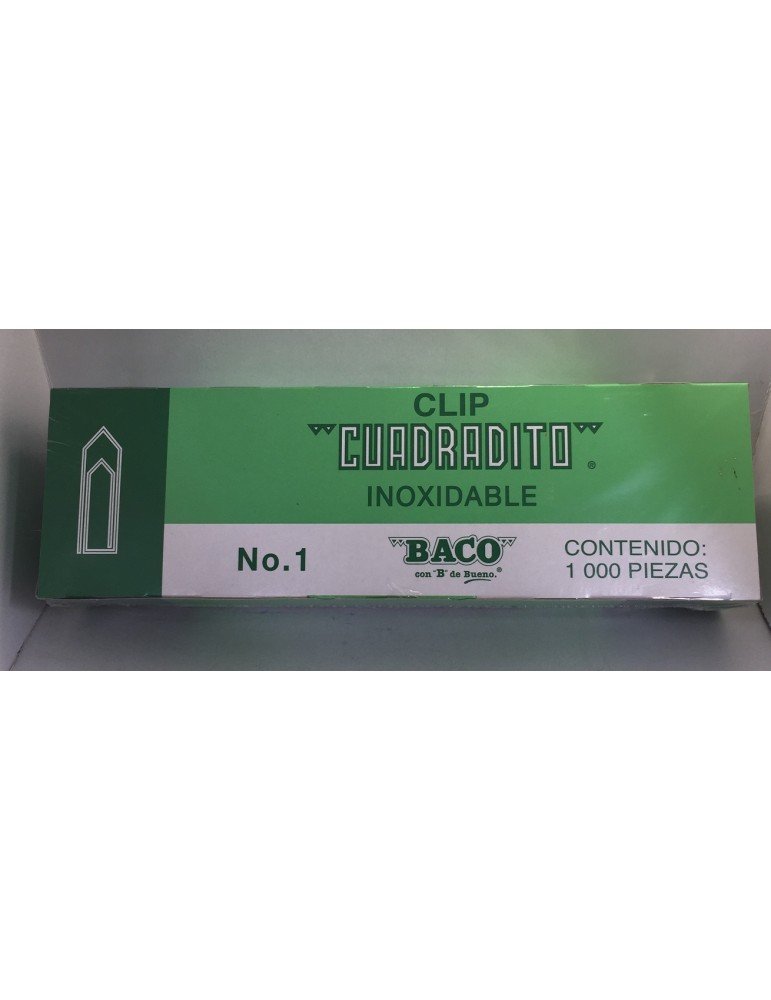 CLIP
"CUADRADITO" ®
INOXIDABLE
No.1
"BACO"
con "B" de Bueno.®
CONTENIDO:
1 000 PIEZAS